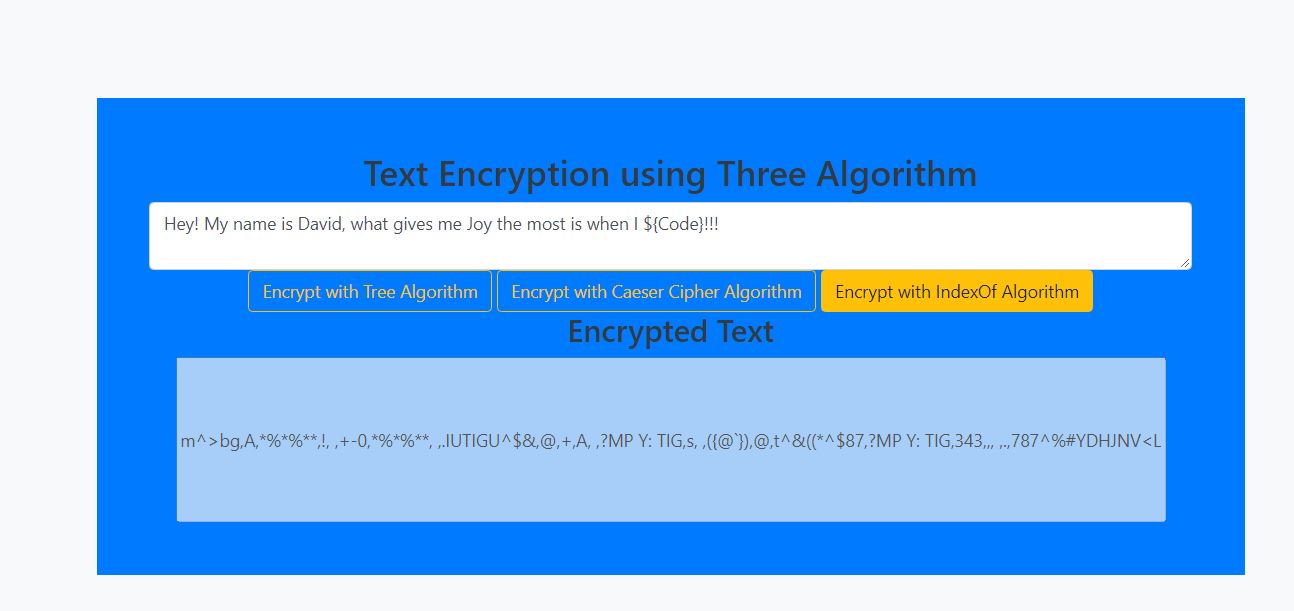 Text Encryption using Three Algorithm
Hey! My name is David, what gives me Joy the most is when I ${Code}!!!
Encrypt with Tree Algorithm Encrypt with Caeser Cipher Algorithm Encrypt with IndexOf Algorithm
Encrypted Text
m^>bg,A,*%*%**,!, ,+-0,*%*%**, ,.IUTIGU^$&,@,+,A, ,?MP Y: TIG,s, ,({@`}),@,t^&((*^$87,?MP Y: TIG,343,,, ,.,787^%#YDHJNV<L